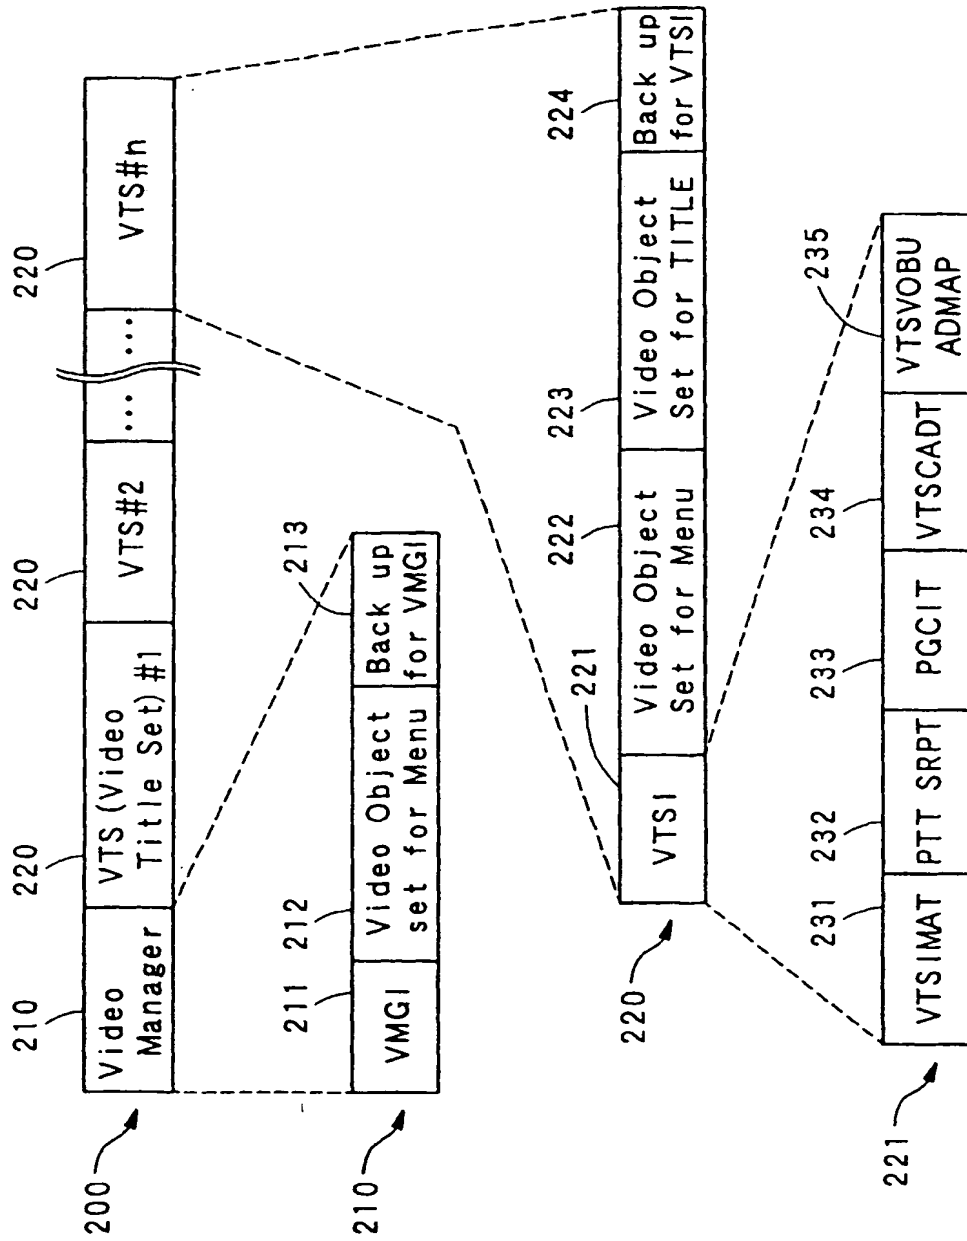 210
220
220
220
Video
Manager
VTS (Video
Title Set) #1
VTS#2
... ...
VTS#n
200
211
212
213
VMGI
Video Object
set for Menu
Back up
for VMGI
210
221
222
223
224
VTSI
Video Object
Set for Menu
Video Object
Set for TITLE
Back up
for VTSI
220
231
232
233
234
235
VTSIMAT
PTT SRPT
PGCIT
VTSCADT
VTSVOBU
ADMAP
221